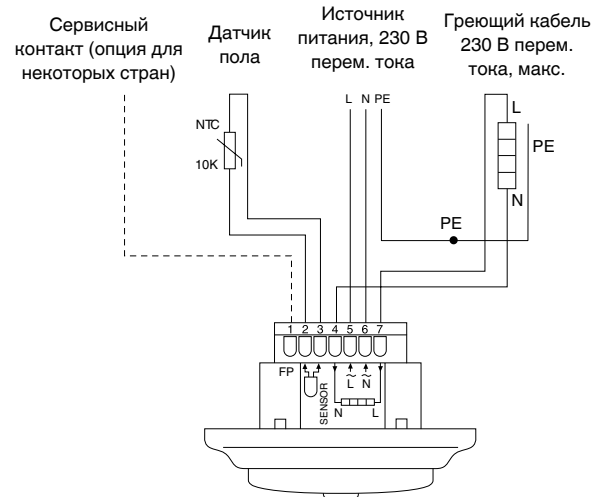 Сервисный
контакт (опция для
некоторых стран)
Датчик
пола
Источник
питания, 230 В
перем. тока
Греющий кабель
230 В перем.
тока, макс.
L N PE
L
PE
N
NTC
10K
PE
1 2 3 4 5 6 7
FP
SENSOR
~ ~
L N
N L